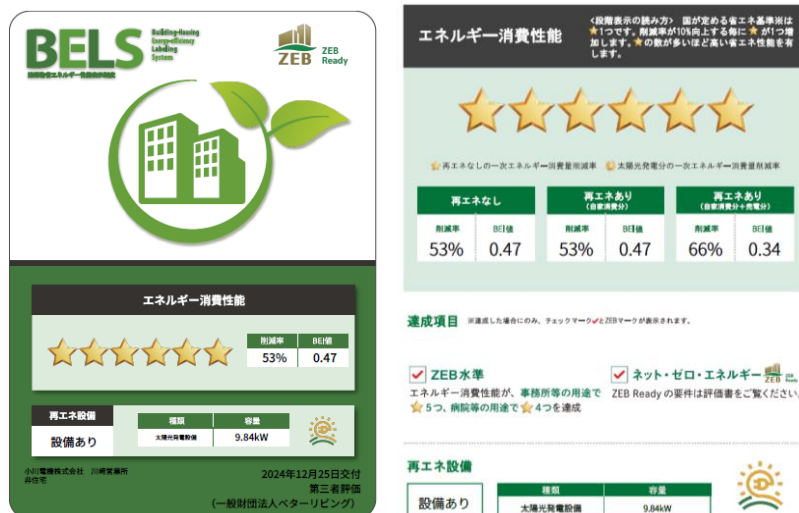 BELS
Building-Housing
Energy-efficiency
Labeling
System
建築物省エネルギー性能表示制度
ZEB
ZEB
Ready
エネルギー消費性能
削減率
BEI値
53%
0.47
再エネ設備
設備あり
種類
容量
太陽光発電設備
9.84kW
小川電機株式会社 川崎営業所
非住宅
2024年12月25日交付
第三者評価
(一般財団法人ベターリビング)
エネルギー消費性能
<段階表示の読み方> 国が定める省エネ基準※は
★1つです。削減率が10%向上する毎に★が1つ増
加します。★の数が多いほど高い省エネ性能を有
します。
再エネなしの一次エネルギー消費量削減率
太陽光発電分の一次エネルギー消費量削減率
再エネなし
再エネあり
(自家消費分)
再エネあり
(自家消費分+売電分)
削減率 BEI値
53% 0.47
削減率 BEI値
53% 0.47
削減率 BEI値
66% 0.34
達成項目 ※達成した場合にのみ、チェックマーク✓とZEBマークが表示されます。
ZEB水準
エネルギー消費性能が、事務所等の用途で
5つ、病院等の用途で4つを達成
ネット・ゼロ・エネルギー
ZEB
ZEB
Ready
ZEB Ready の要件は評価書をご覧ください。
再エネ設備
設備あり
種類
容量
太陽光発電設備
9.84kW